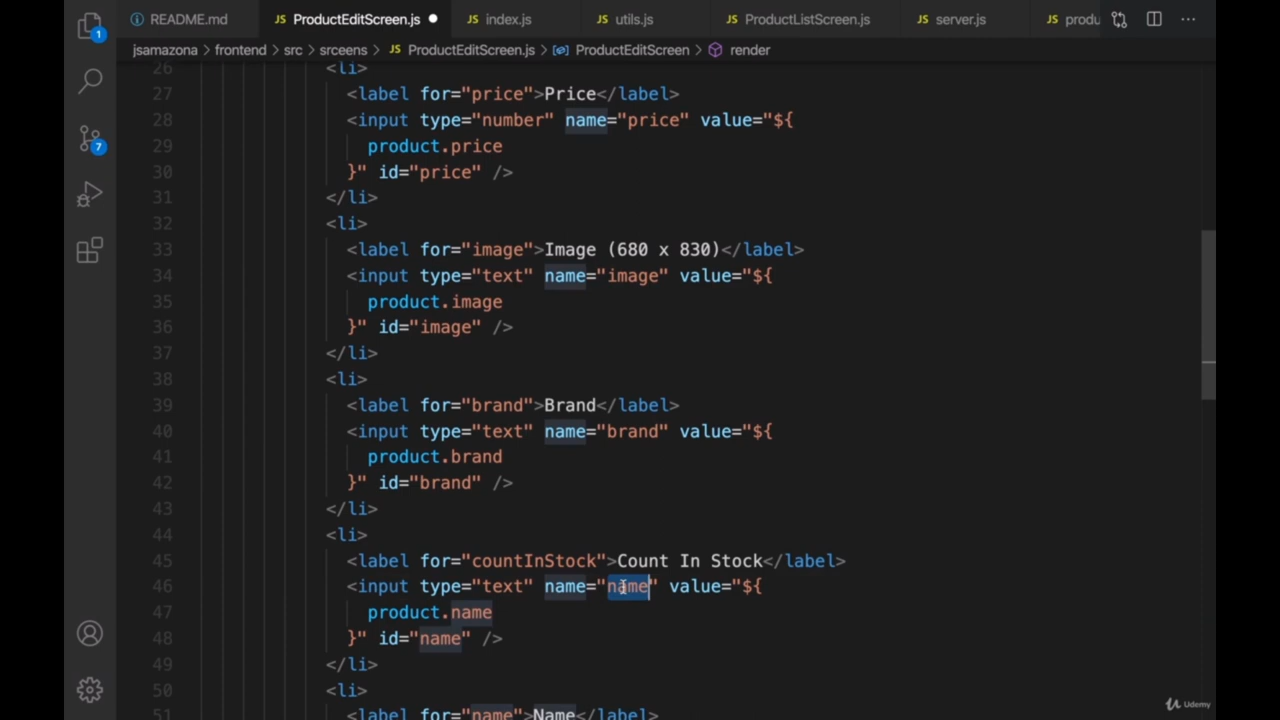 README.md
ProductEditScreen.js
index.js
utils.js
ProductListScreen.js
server.js
produ
jsamazona > frontend > src > srceens > JS ProductEditScreen.js > ProductEditScreen > render
26 <li>
27 <label for="price">Price</label>
28 <input type="number" name="price" value="${
29 product.price
30 }" id="price" />
31 </li>
32 <li>
33 <label for="image">Image (680 x 830)</label>
34 <input type="text" name="image" value="${
35 product.image
36 }" id="image" />
37 </li>
38 <li>
39 <label for="brand">Brand</label>
40 <input type="text" name="brand" value="${
41 product.brand
42 }" id="brand" />
43 </li>
44 <li>
45 <label for="countInStock">Count In Stock</label>
46 <input type="text" name="name" value="${
47 product.name
48 }" id="name" />
49 </li>
50 <li>
51 <label for="name">Name</label>
1
7
Udemy